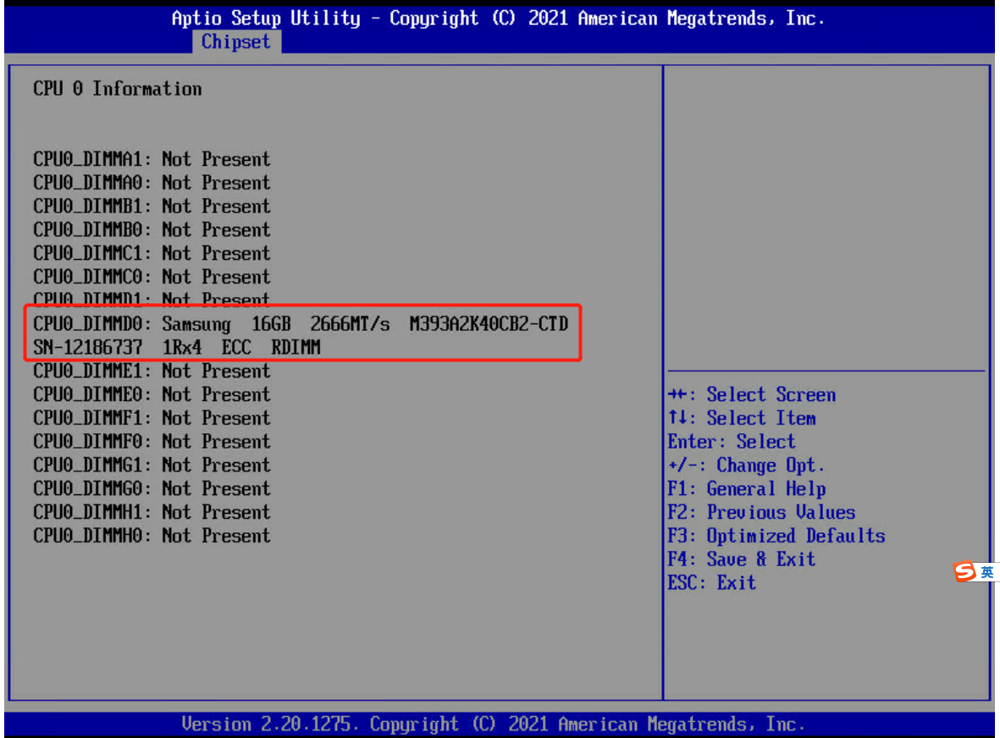 Aptio Setup Utility - Copyright (C) 2021 American Megatrends, Inc.
Chipset
CPU 0 Information
CPU0_DIMMA1: Not Present
CPU0_DIMMA0: Not Present
CPU0_DIMMB1: Not Present
CPU0_DIMMB0: Not Present
CPU0_DIMMC1: Not Present
CPU0_DIMMC0: Not Present
CPU0_DIMMD1: Not Present
CPU0_DIMMD0: Samsung 16GB 2666MT/s M393A2K40CB2-CTD
SN-12186737 1Rx4 ECC RDIMM
CPU0_DIMME1: Not Present
CPU0_DIMME0: Not Present
CPU0_DIMMF1: Not Present
CPU0_DIMMF0: Not Present
CPU0_DIMMG1: Not Present
CPU0_DIMMG0: Not Present
CPU0_DIMMH1: Not Present
CPU0_DIMMH0: Not Present
→←: Select Screen
↑↓: Select Item
Enter: Select
+/-: Change Opt.
F1: General Help
F2: Previous Values
F3: Optimized Defaults
F4: Save & Exit
ESC: Exit
S 英
Version 2.20.1275. Copyright (C) 2021 American Megatrends, Inc.